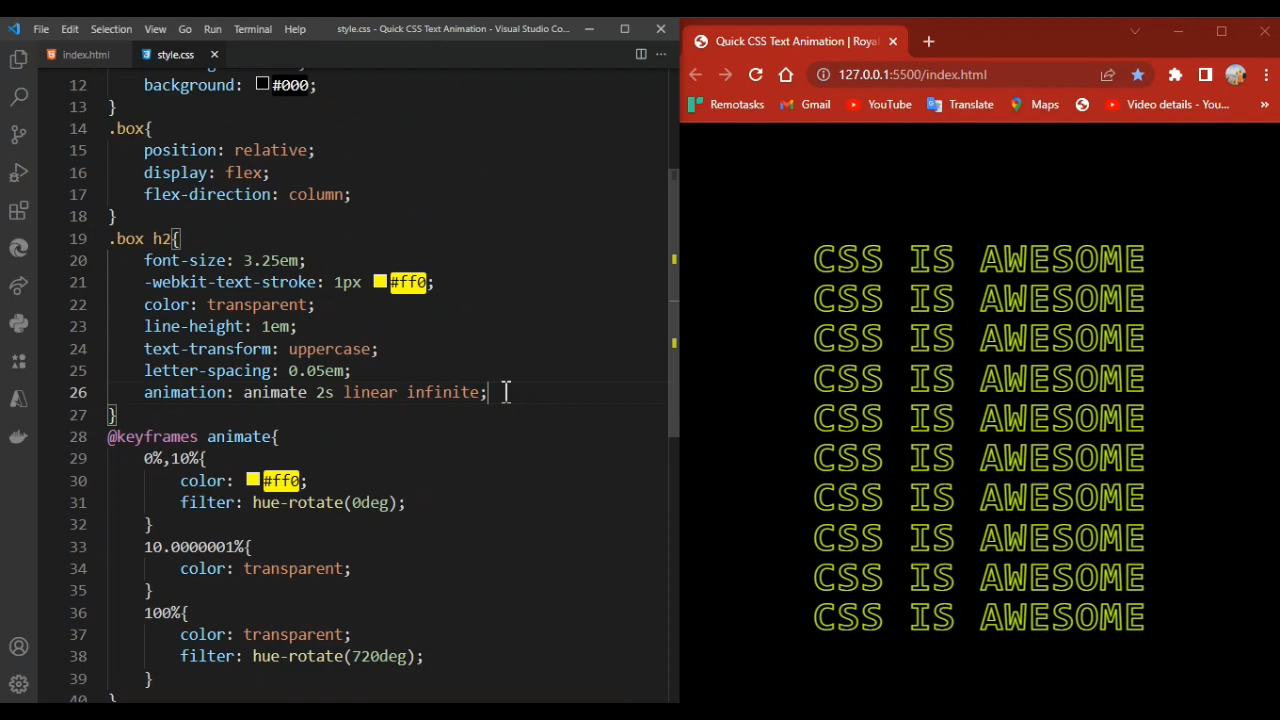 File Edit Selection View Go Run Terminal Help style.css - Quick CSS Text Animation - Visual Studio Co...
index.html style.css
12 background: #000;
13 }
14 .box{
15 position: relative;
16 display: flex;
17 flex-direction: column;
18 }
19 .box h2{
20 font-size: 3.25em;
21 -webkit-text-stroke: 1px #ff0;
22 color: transparent;
23 line-height: 1em;
24 text-transform: uppercase;
25 letter-spacing: 0.05em;
26 animation: animate 2s linear infinite;
27 }
28 @keyframes animate{
29 0%,10%{
30 color: #ff0;
31 filter: hue-rotate(0deg);
32 }
33 10.0000001%{
34 color: transparent;
35 }
36 100%{
37 color: transparent;
38 filter: hue-rotate(720deg);
39 }
40 }
Quick CSS Text Animation | Royal
127.0.0.1:5500/index.html
Remotasks Gmail YouTube Translate Maps Video details - You... »
CSS IS AWESOME
CSS IS AWESOME
CSS IS AWESOME
CSS IS AWESOME
CSS IS AWESOME
CSS IS AWESOME
CSS IS AWESOME
CSS IS AWESOME
CSS IS AWESOME
CSS IS AWESOME